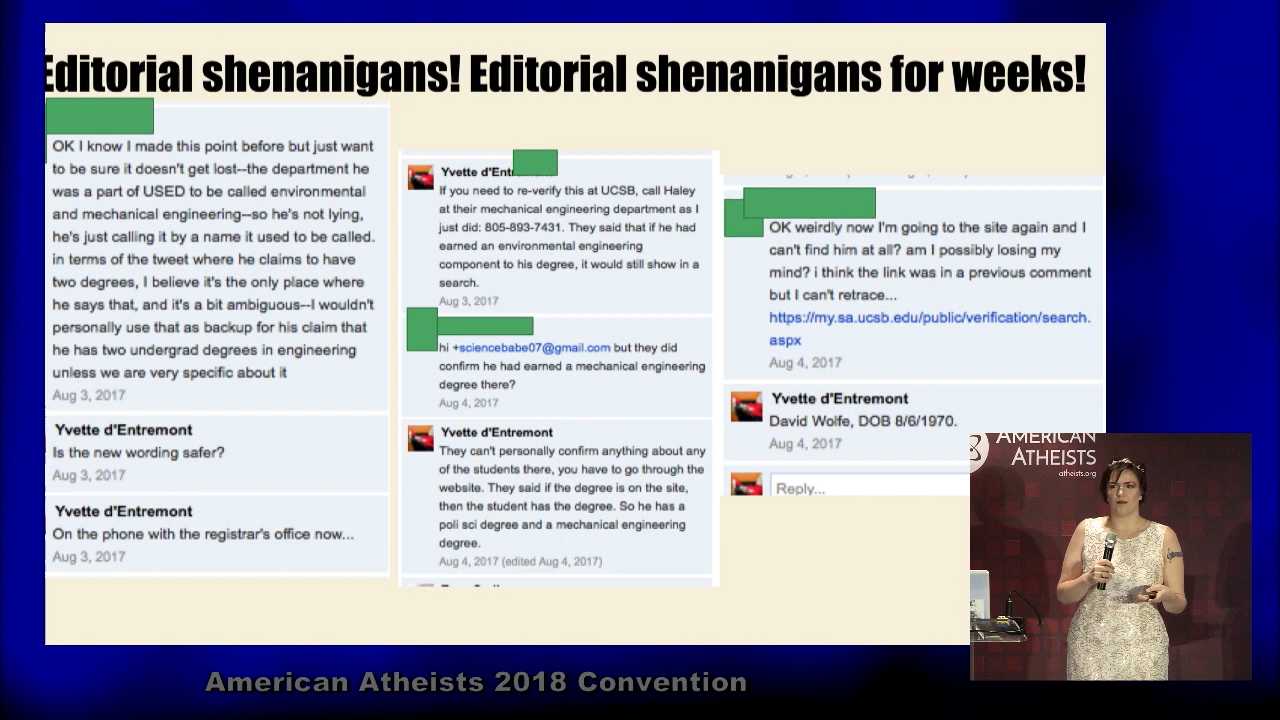 Editorial shenanigans! Editorial shenanigans for weeks!
OK I know I made this point before but just want
to be sure it doesn't get lost--the department he
was a part of USED to be called environmental
and mechanical engineering--so he's not lying,
he's just calling it by a name it used to be called.
in terms of the tweet where he claims to have
two degrees, I believe it's the only place where
he says that, and it's a bit ambiguous--I wouldn't
personally use that as backup for his claim that
he has two undergrad degrees in engineering
unless we are very specific about it
Aug 3, 2017
Yvette d'Entremont
Is the new wording safer?
Aug 3, 2017
Yvette d'Entremont
On the phone with the registrar's office now...
Aug 3, 2017
Yvette d'Entr
If you need to re-verify this at UCSB, call Haley
at their mechanical engineering department as I
just did: 805-893-7431. They said that if he had
earned an environmental engineering
component to his degree, it would still show in a
search.
Aug 3, 2017
hi +sciencebabe07@gmail.com but they did
confirm he had earned a mechanical engineering
degree there?
Aug 4, 2017
Yvette d'Entremont
They can't personally confirm anything about any
of the students there, you have to go through the
website. They said if the degree is on the site,
then the student has the degree. So he has a
poli sci degree and a mechanical engineering
degree.
Aug 4, 2017 (edited Aug 4, 2017)
OK weirdly now I'm going to the site again and I
can't find him at all? am I possibly losing my
mind? i think the link was in a previous comment
but I can't retrace...
https://my.sa.ucsb.edu/public/verification/search.
aspx
Aug 4, 2017
Yvette d'Entremont
David Wolfe, DOB 8/6/1970.
Aug 4, 2017
Reply...
AMERICAN
ATHEISTS
atheists.org
American Atheists 2018 Convention